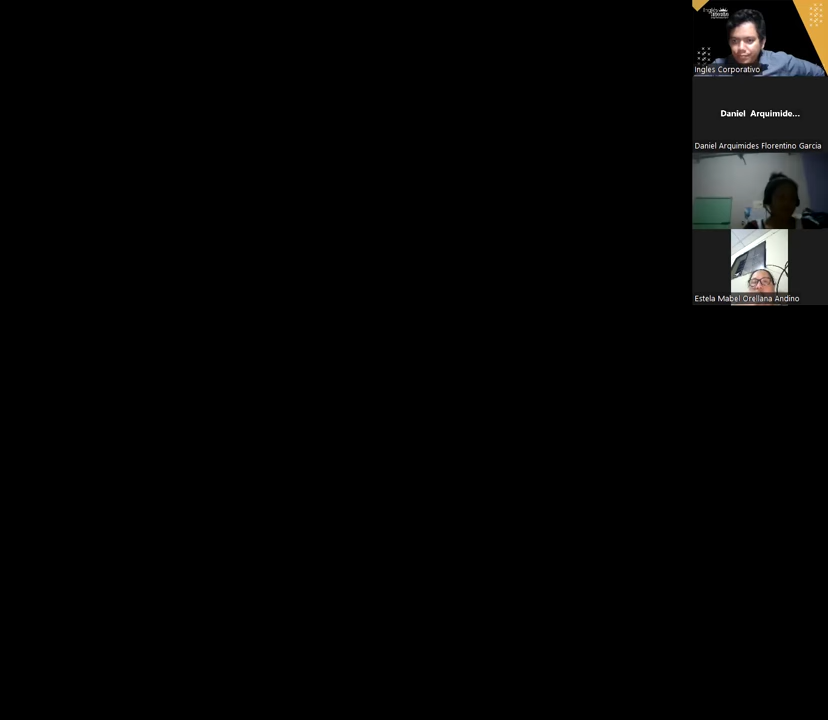 Ingles Corporativo
Daniel Arquimide...
Daniel Arquimides Florentino Garcia
Estela Mabel Orellana Andino